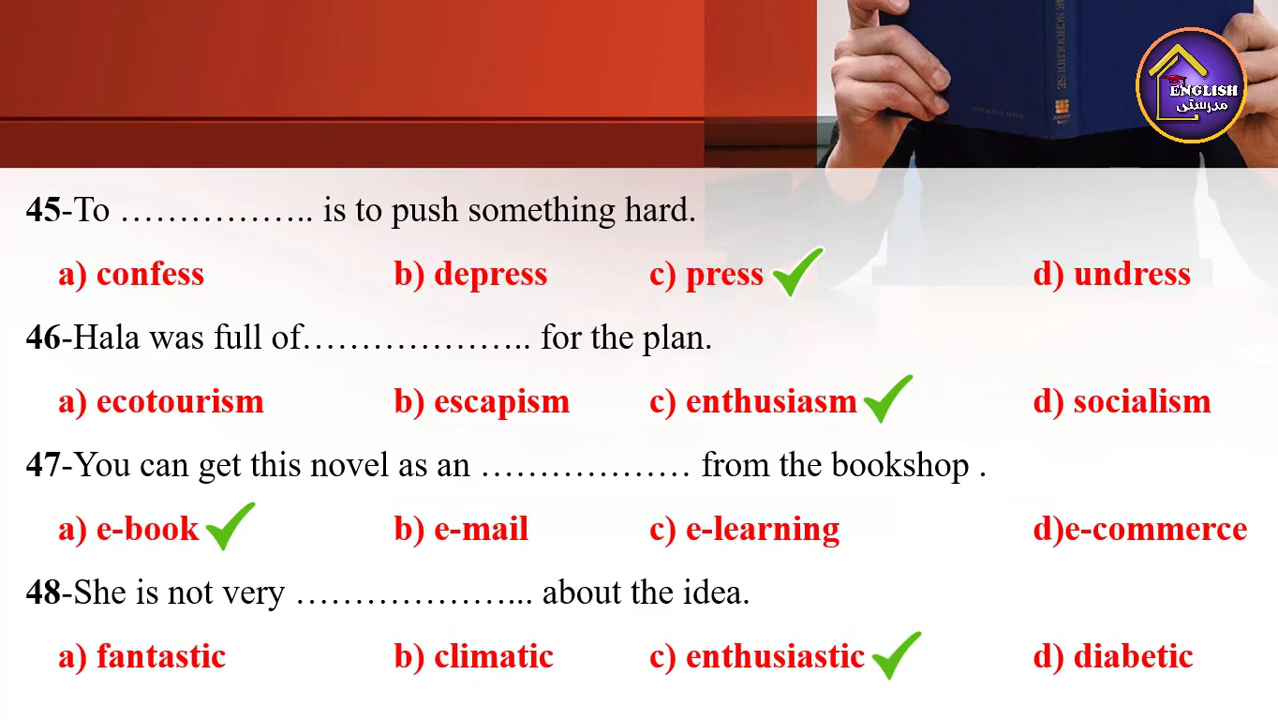 ENGLISH
مدرستي
45-To ……………... is to push something hard.
a) confess b) depress c) press d) undress
46-Hala was full of……………….. for the plan.
a) ecotourism b) escapism c) enthusiasm d) socialism
47-You can get this novel as an ……………… from the bookshop .
a) e-book b) e-mail c) e-learning d)e-commerce
48-She is not very ………………... about the idea.
a) fantastic b) climatic c) enthusiastic d) diabetic